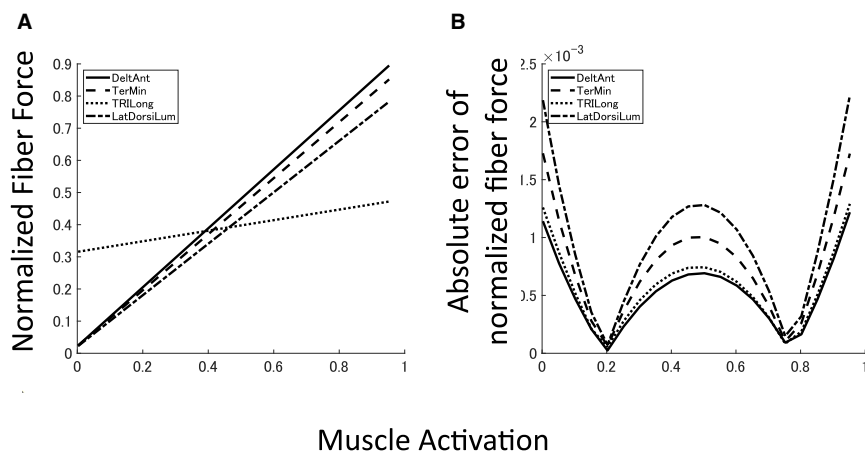 A
Normalized Fiber Force
0.9
0.8
0.7
0.6
0.5
0.4
0.3
0.2
0.1
0
DeltAnt
TerMin
TRILong
LatDorsiLum
0
0.2
0.4
0.6
0.8
1
B
Absolute error of
normalized fiber force
×10⁻³
2.5
2
1.5
1
0.5
0
DeltAnt
TerMin
TRILong
LatDorsiLum
0
0.2
0.4
0.6
0.8
1
Muscle Activation